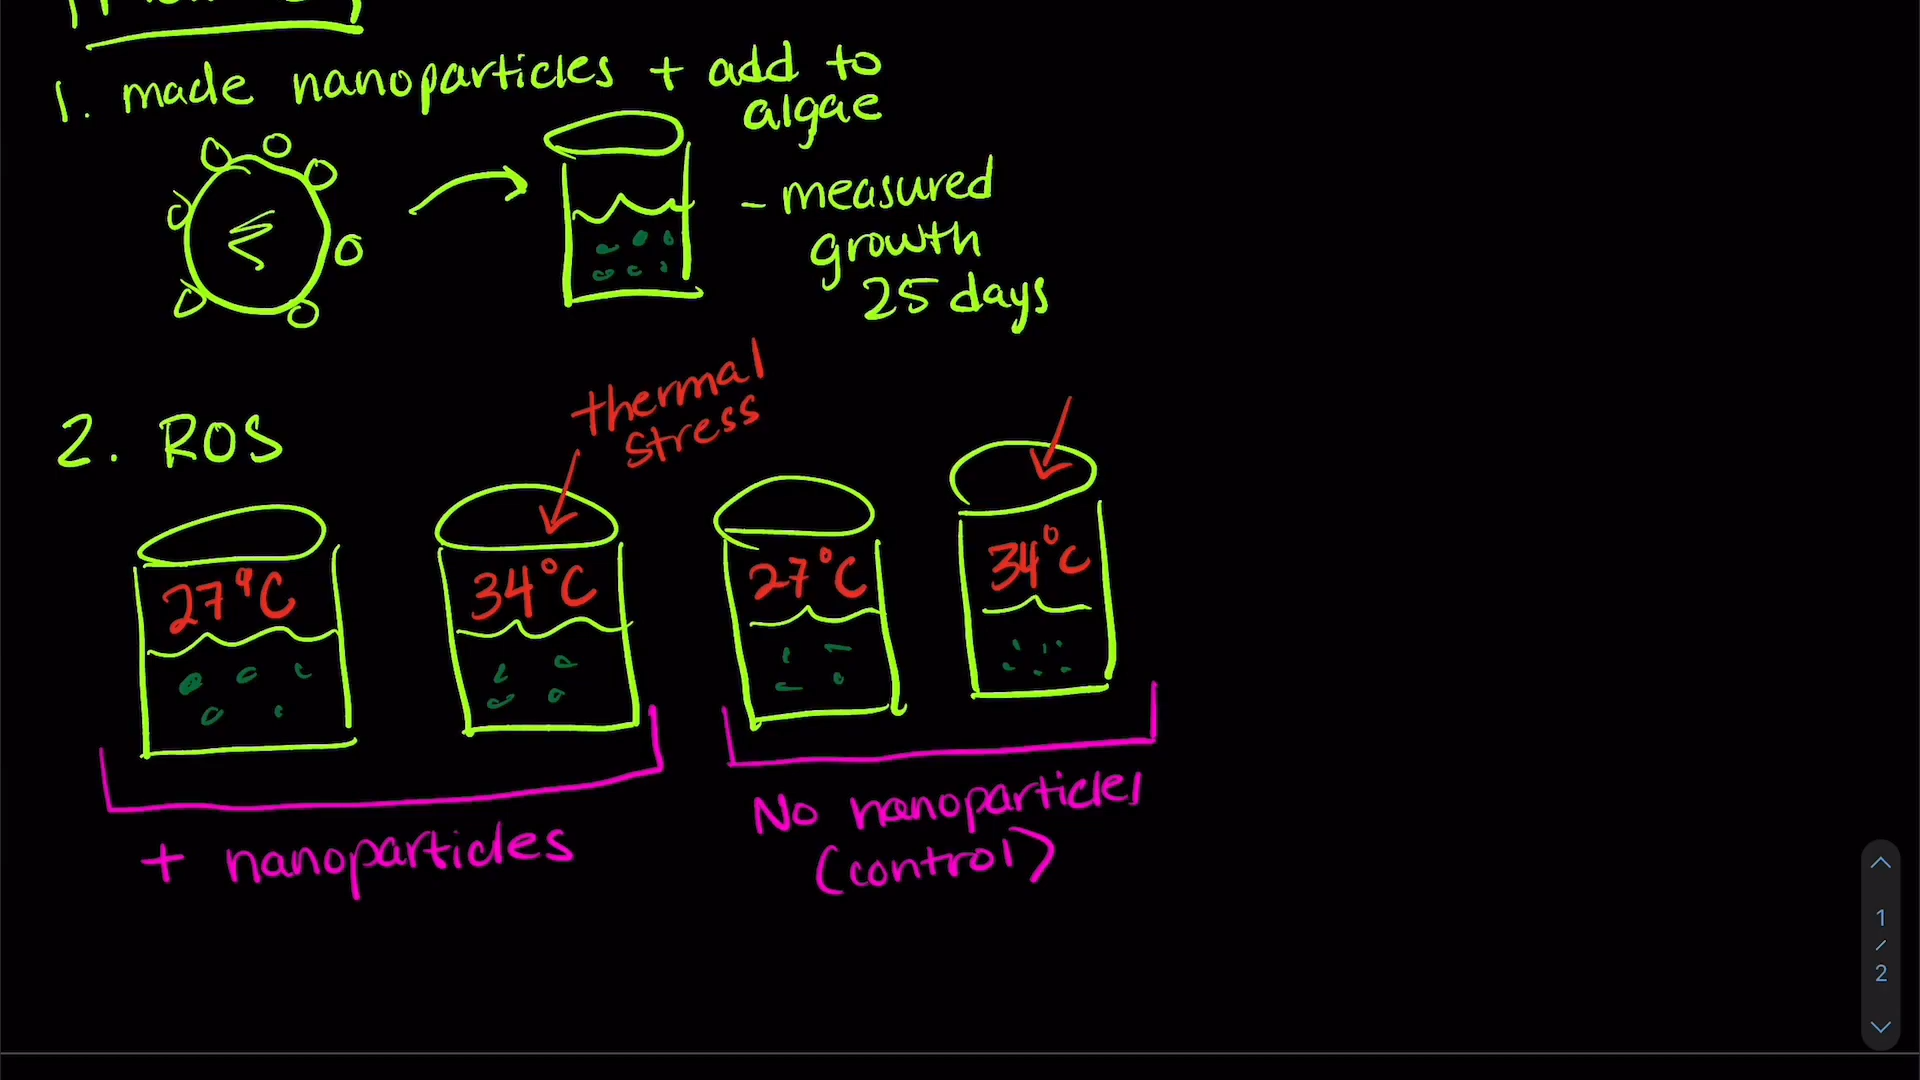 1. made nanoparticles + add to
algae
- measured
growth
25 days
2. ROS
thermal
stress
27°C
34°C
27°C
34°C
+ nanoparticles
No nanoparticles
(control)
1
/
2